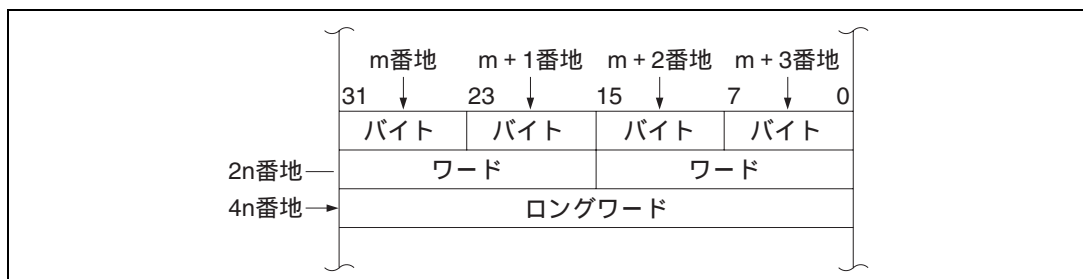 m番地 m + 1番地 m + 2番地 m + 3番地
31 23 15 7 0
バイト バイト バイト バイト
2n番地 ワード ワード
4n番地 ロングワード